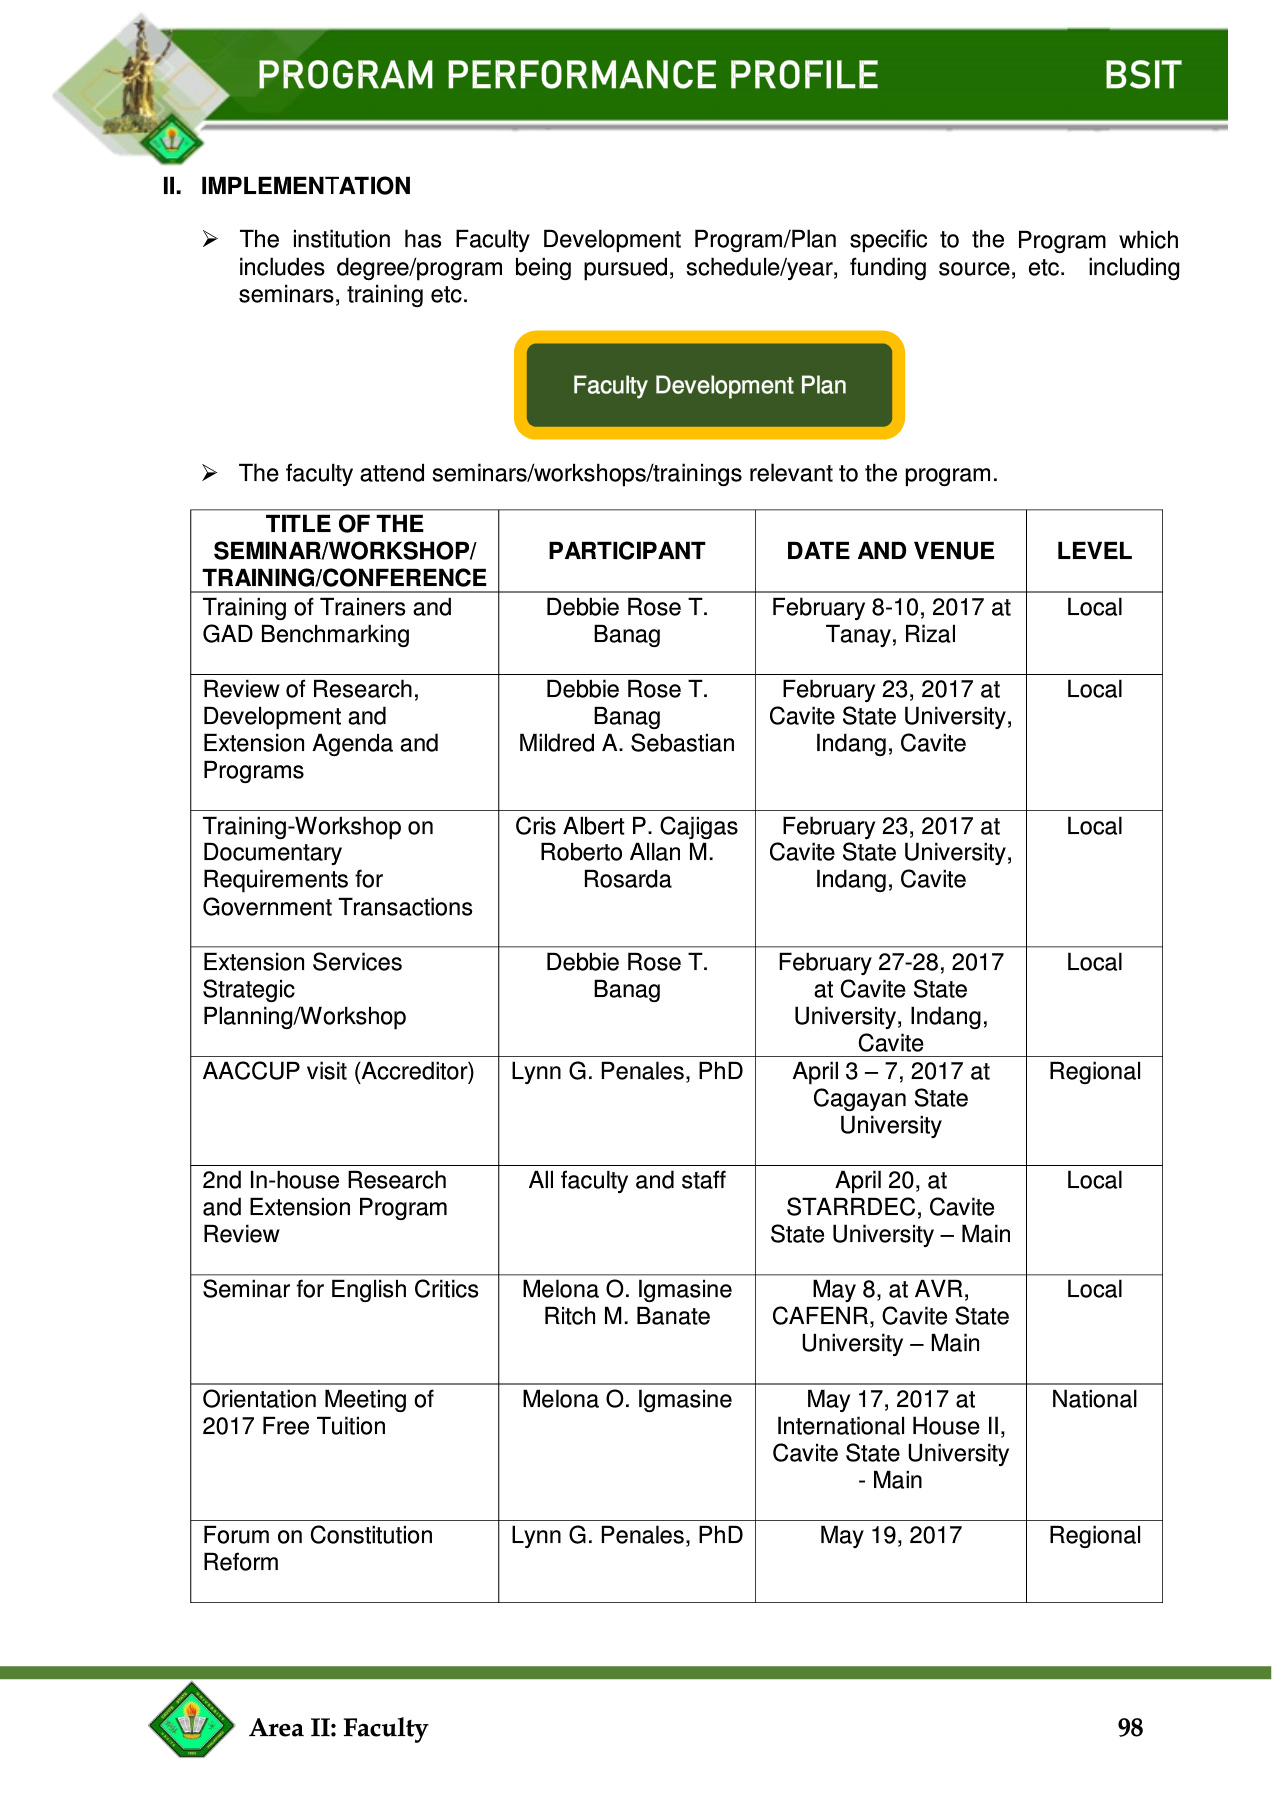 PROGRAM PERFORMANCE PROFILE BSIT
II. IMPLEMENTATION
➢ The institution has Faculty Development Program/Plan specific to the Program which
includes degree/program being pursued, schedule/year, funding source, etc. including
seminars, training etc.
Faculty Development Plan
➢ The faculty attend seminars/workshops/trainings relevant to the program.
TITLE OF THE
SEMINAR/WORKSHOP/
TRAINING/CONFERENCE
PARTICIPANT
DATE AND VENUE
LEVEL
Training of Trainers and
GAD Benchmarking
Debbie Rose T.
Banag
February 8-10, 2017 at
Tanay, Rizal
Local
Review of Research,
Development and
Extension Agenda and
Programs
Debbie Rose T.
Banag
Mildred A. Sebastian
February 23, 2017 at
Cavite State University,
Indang, Cavite
Local
Training-Workshop on
Documentary
Requirements for
Government Transactions
Cris Albert P. Cajigas
Roberto Allan M.
Rosarda
February 23, 2017 at
Cavite State University,
Indang, Cavite
Local
Extension Services
Strategic
Planning/Workshop
Debbie Rose T.
Banag
February 27-28, 2017
at Cavite State
University, Indang,
Cavite
Local
AACCUP visit (Accreditor)
Lynn G. Penales, PhD
April 3 – 7, 2017 at
Cagayan State
University
Regional
2nd In-house Research
and Extension Program
Review
All faculty and staff
April 20, at
STARRDEC, Cavite
State University – Main
Local
Seminar for English Critics
Melona O. Igmasine
Ritch M. Banate
May 8, at AVR,
CAFENR, Cavite State
University – Main
Local
Orientation Meeting of
2017 Free Tuition
Melona O. Igmasine
May 17, 2017 at
International House II,
Cavite State University
- Main
National
Forum on Constitution
Reform
Lynn G. Penales, PhD
May 19, 2017
Regional
Area II: Faculty 98